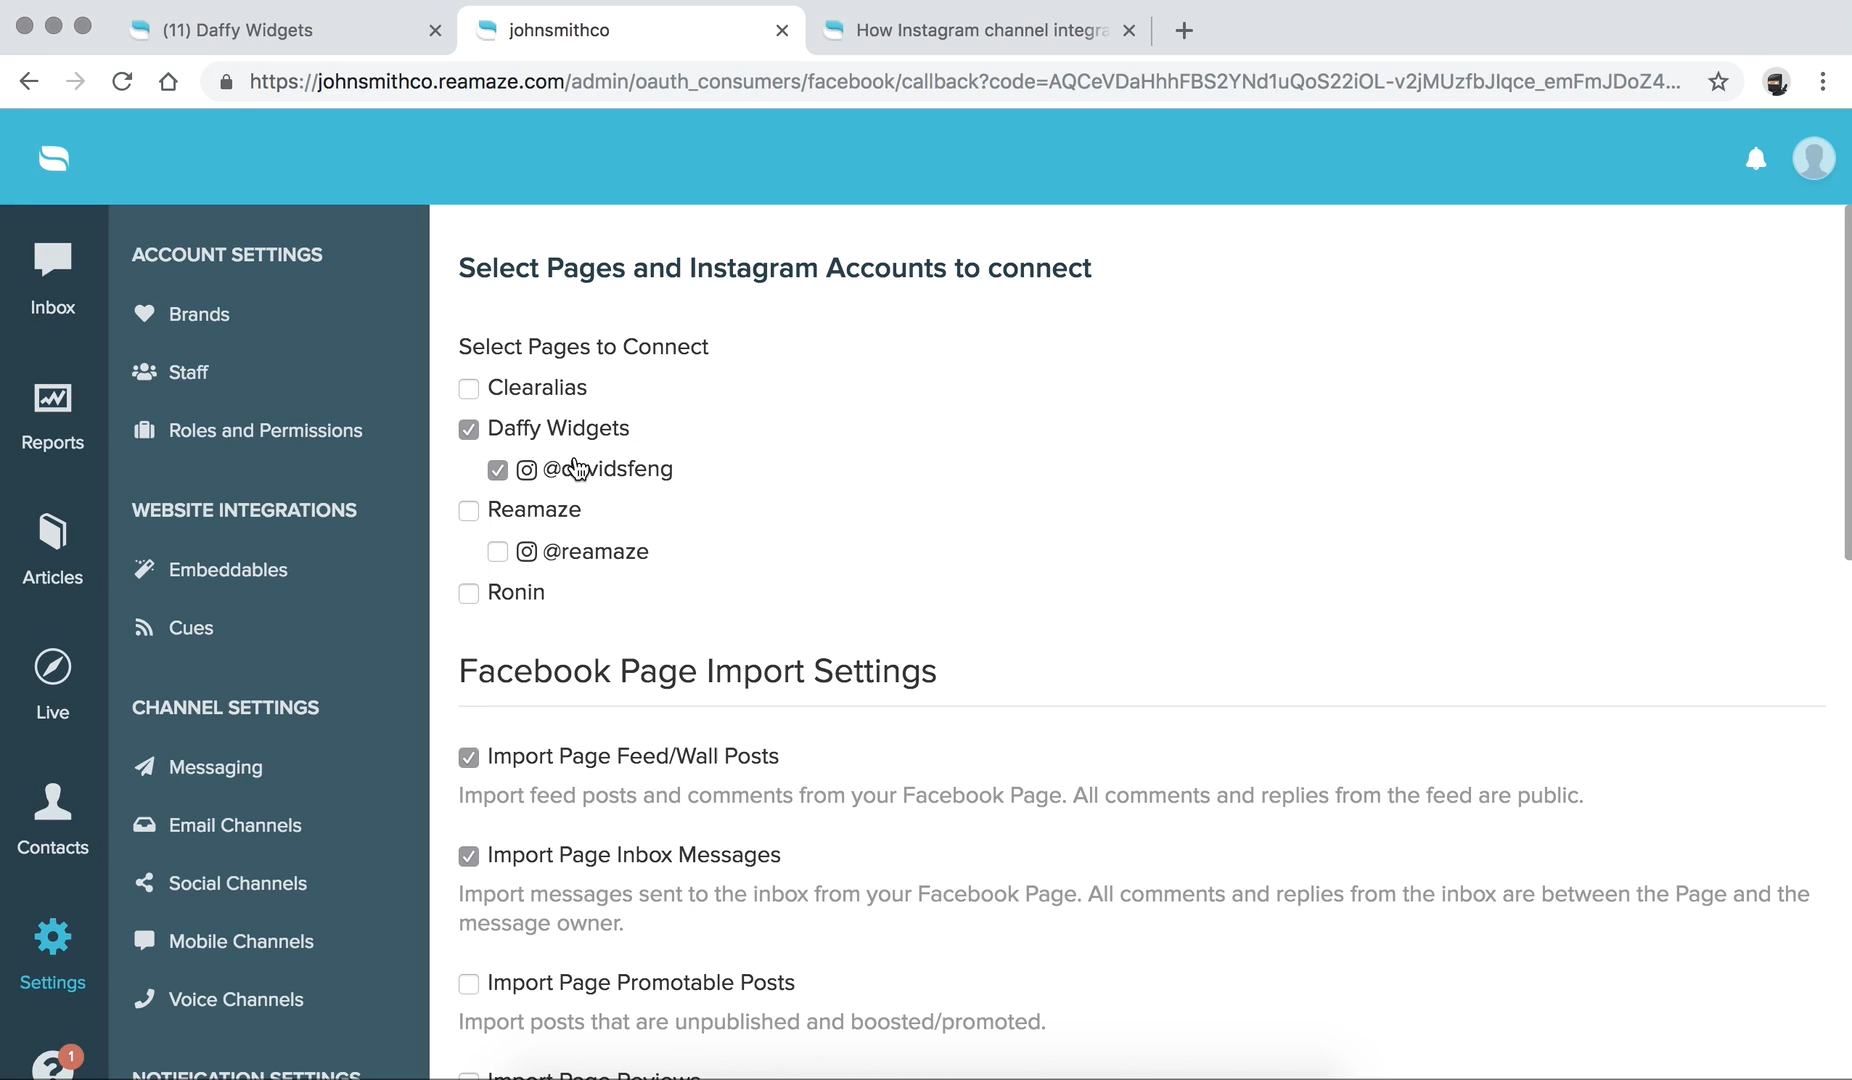 (11) Daffy Widgets
johnsmithco
How Instagram channel integra
https://johnsmithco.reamaze.com/admin/oauth_consumers/facebook/callback?code=AQCeVDaHhhFBS2YNd1uQoS22iOL-v2jMUzfbJIqce_emFmJDoZ4...
Inbox
Reports
Articles
Live
Contacts
Settings
1
ACCOUNT SETTINGS
Brands
Staff
Roles and Permissions
WEBSITE INTEGRATIONS
Embeddables
Cues
CHANNEL SETTINGS
Messaging
Email Channels
Social Channels
Mobile Channels
Voice Channels
NOTIFICATION SETTINGS
Select Pages and Instagram Accounts to connect
Select Pages to Connect
Clearalias
Daffy Widgets
@davidsfeng
Reamaze
@reamaze
Ronin
Facebook Page Import Settings
Import Page Feed/Wall Posts
Import feed posts and comments from your Facebook Page. All comments and replies from the feed are public.
Import Page Inbox Messages
Import messages sent to the inbox from your Facebook Page. All comments and replies from the inbox are between the Page and the
message owner.
Import Page Promotable Posts
Import posts that are unpublished and boosted/promoted.
Import Page Reviews